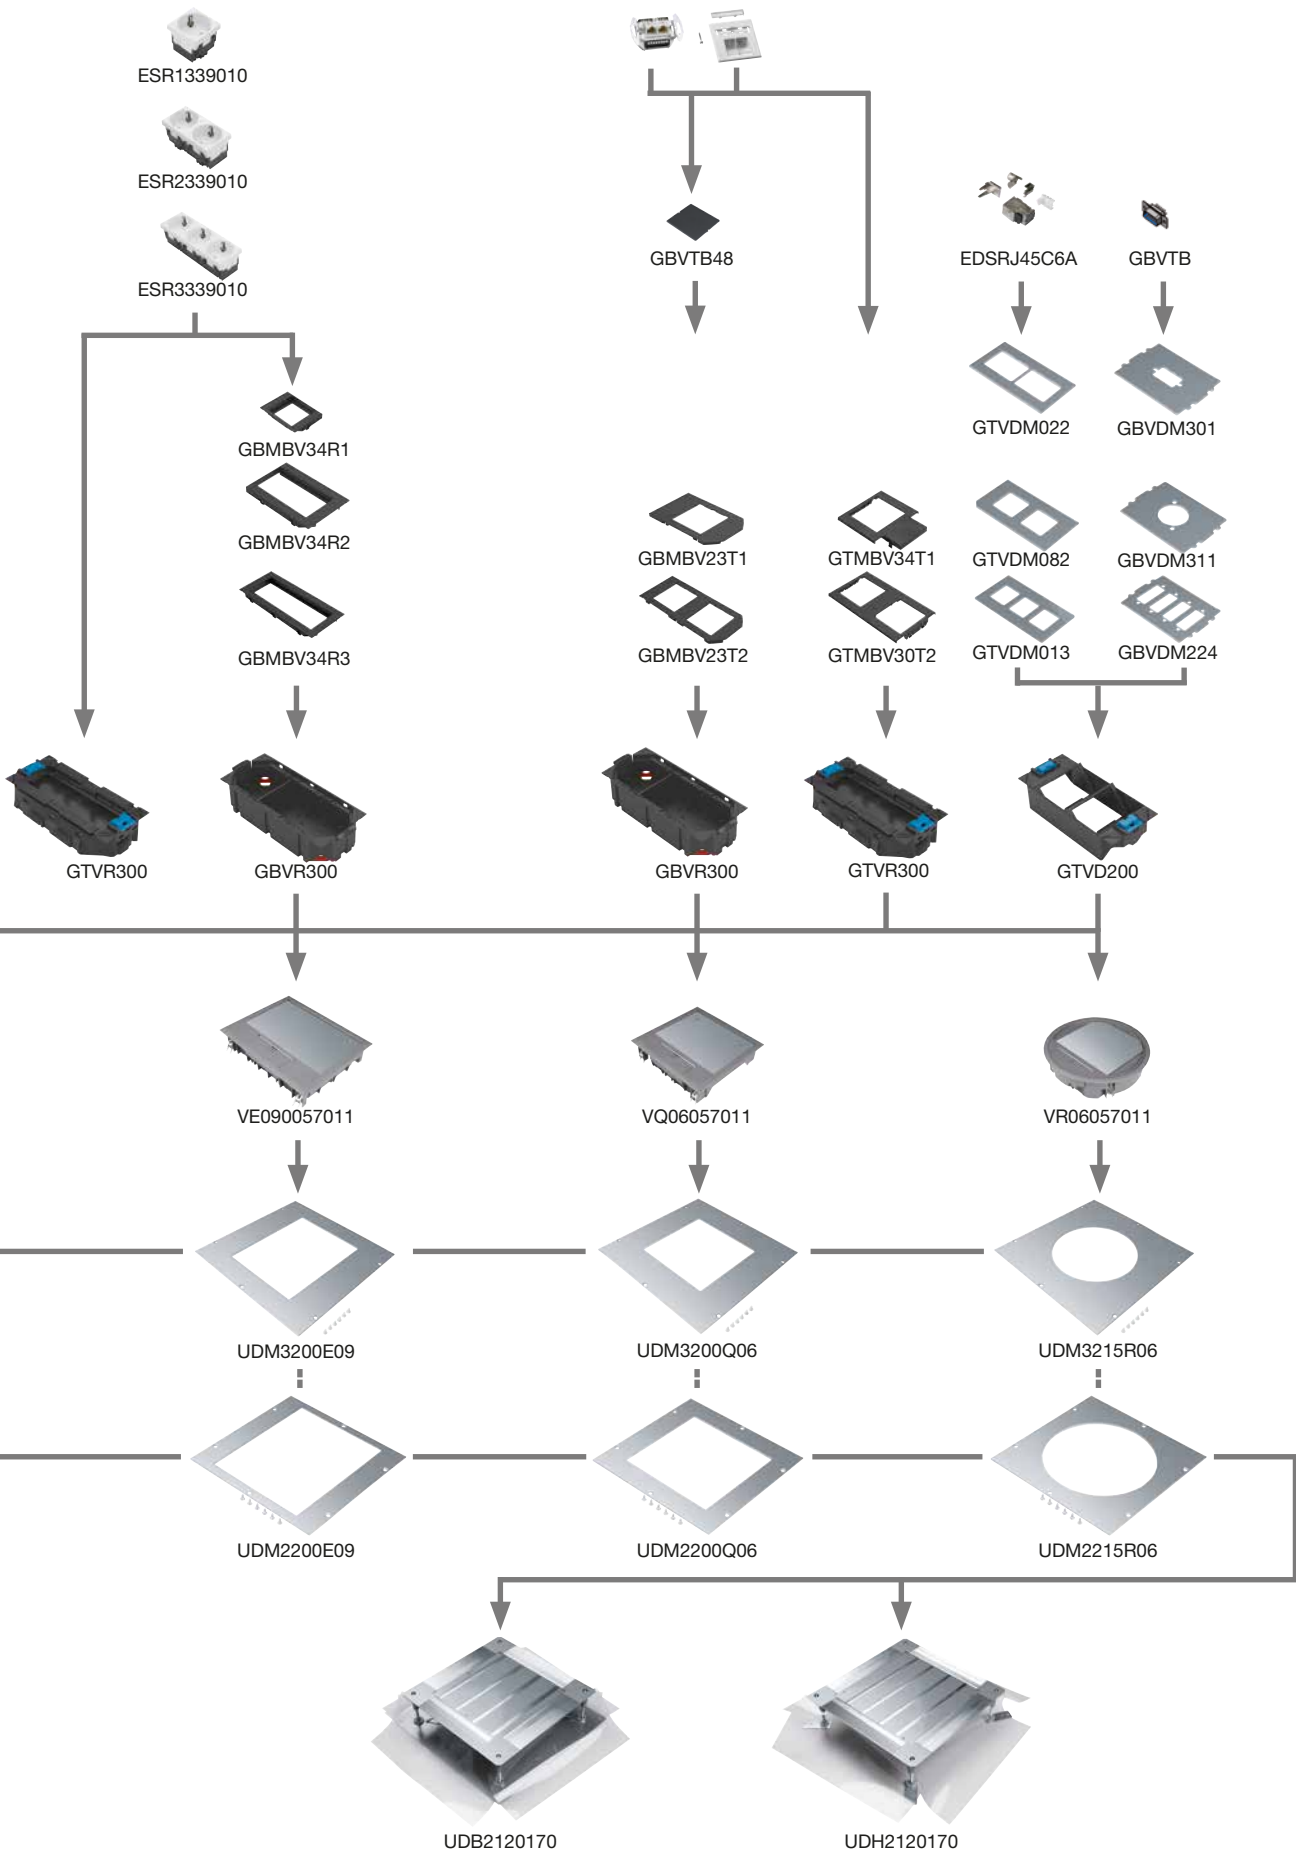 ESR1339010
ESR2339010
GBVTB48
EDSRJ45C6A
GBVTB
ESR3339010
GTVDM022
GBVDM301
GBMBV34R1
GBMBV34R2
GBMBV23T1
GTMBV34T1
GTVDM082
GBVDM311
GBMBV34R3
GBMBV23T2
GTMBV30T2
GTVDM013
GBVDM224
GTVR300
GBVR300
GBVR300
GTVR300
GTVD200
VE090057011
VQ06057011
VR06057011
UDM3200E09
UDM3200Q06
UDM3215R06
UDM2200E09
UDM2200Q06
UDM2215R06
UDB2120170
UDH2120170